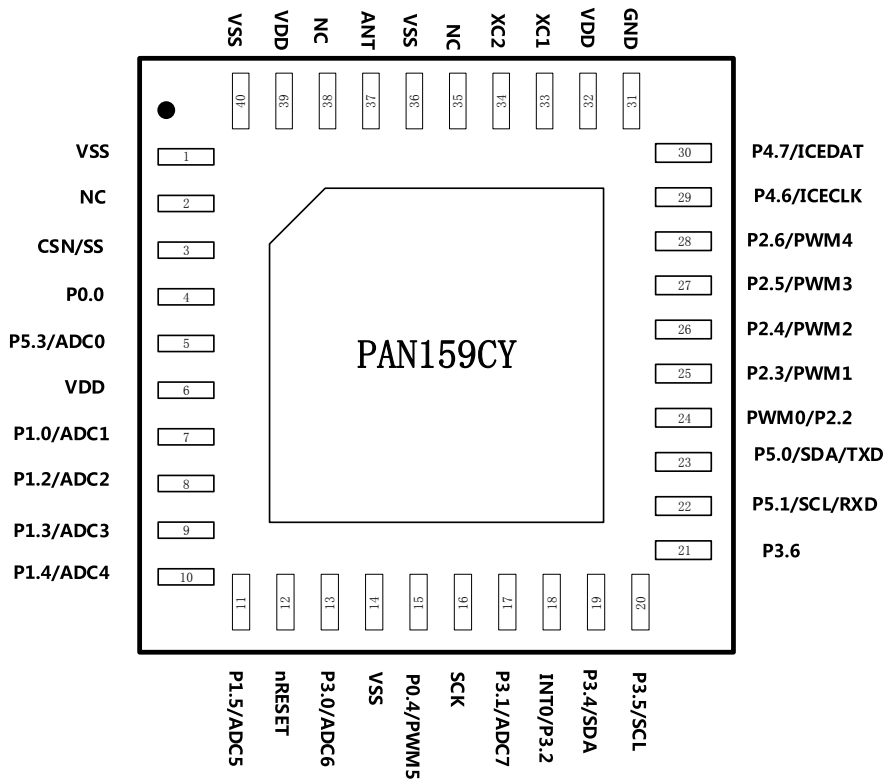 VSS
VDD
NC
ANT
VSS
NC
XC2
XC1
VDD
GND
40
39
38
37
36
35
34
33
32
31
VSS
1
NC
2
CSN/SS
3
P0.0
4
P5.3/ADC0
5
VDD
6
P1.0/ADC1
7
P1.2/ADC2
8
P1.3/ADC3
9
P1.4/ADC4
10
PAN159CY
30
P4.7/ICEDAT
29
P4.6/ICECLK
28
P2.6/PWM4
27
P2.5/PWM3
26
P2.4/PWM2
25
P2.3/PWM1
24
PWM0/P2.2
23
P5.0/SDA/TXD
22
P5.1/SCL/RXD
21
P3.6
11
12
13
14
15
16
17
18
19
20
P1.5/ADC5
nRESET
P3.0/ADC6
VSS
P0.4/PWM5
SCK
P3.1/ADC7
INT0/P3.2
P3.4/SDA
P3.5/SCL